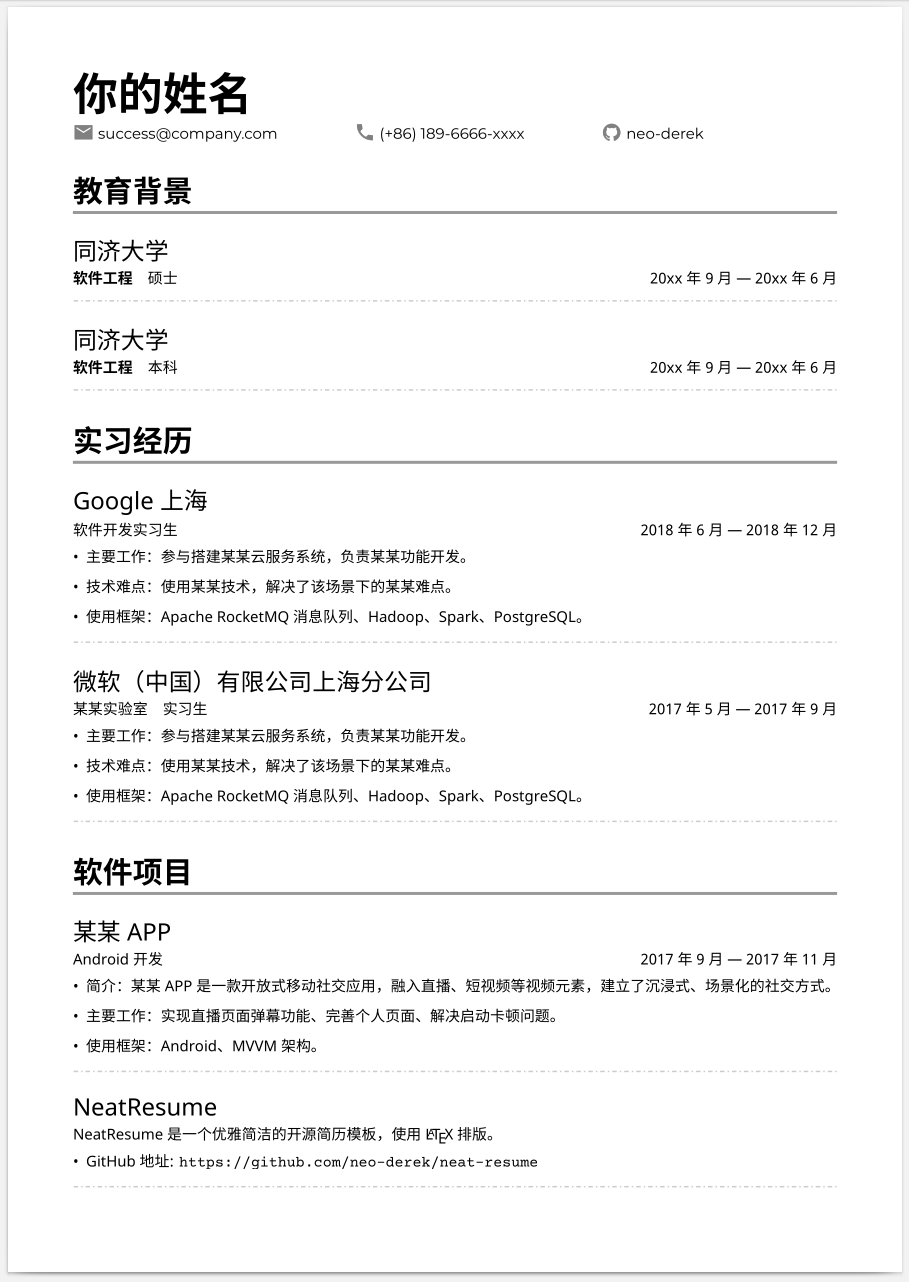 你的姓名
success@company.com (+86) 189-6666-xxxx neo-derek
教育背景
同济大学
软件工程 硕士 20xx 年 9 月 — 20xx 年 6 月
同济大学
软件工程 本科 20xx 年 9 月 — 20xx 年 6 月
实习经历
Google 上海
软件开发实习生 2018 年 6 月 — 2018 年 12 月
• 主要工作：参与搭建某某云服务系统，负责某某功能开发。
• 技术难点：使用某某技术，解决了该场景下的某某难点。
• 使用框架：Apache RocketMQ 消息队列、Hadoop、Spark、PostgreSQL。
微软（中国）有限公司上海分公司
某某实验室 实习生 2017 年 5 月 — 2017 年 9 月
• 主要工作：参与搭建某某云服务系统，负责某某功能开发。
• 技术难点：使用某某技术，解决了该场景下的某某难点。
• 使用框架：Apache RocketMQ 消息队列、Hadoop、Spark、PostgreSQL。
软件项目
某某 APP
Android 开发 2017 年 9 月 — 2017 年 11 月
• 简介：某某 APP 是一款开放式移动社交应用，融入直播、短视频等视频元素，建立了沉浸式、场景化的社交方式。
• 主要工作：实现直播页面弹幕功能、完善个人页面、解决启动卡顿问题。
• 使用框架：Android、MVVM 架构。
NeatResume
NeatResume 是一个优雅简洁的开源简历模板，使用 LATEX 排版。
• GitHub 地址: https://github.com/neo-derek/neat-resume